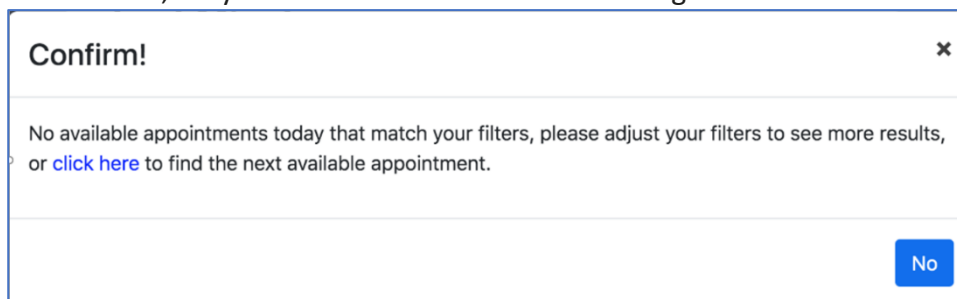 Confirm!
×
No available appointments today that match your filters, please adjust your filters to see more results,
or click here to find the next available appointment.
No